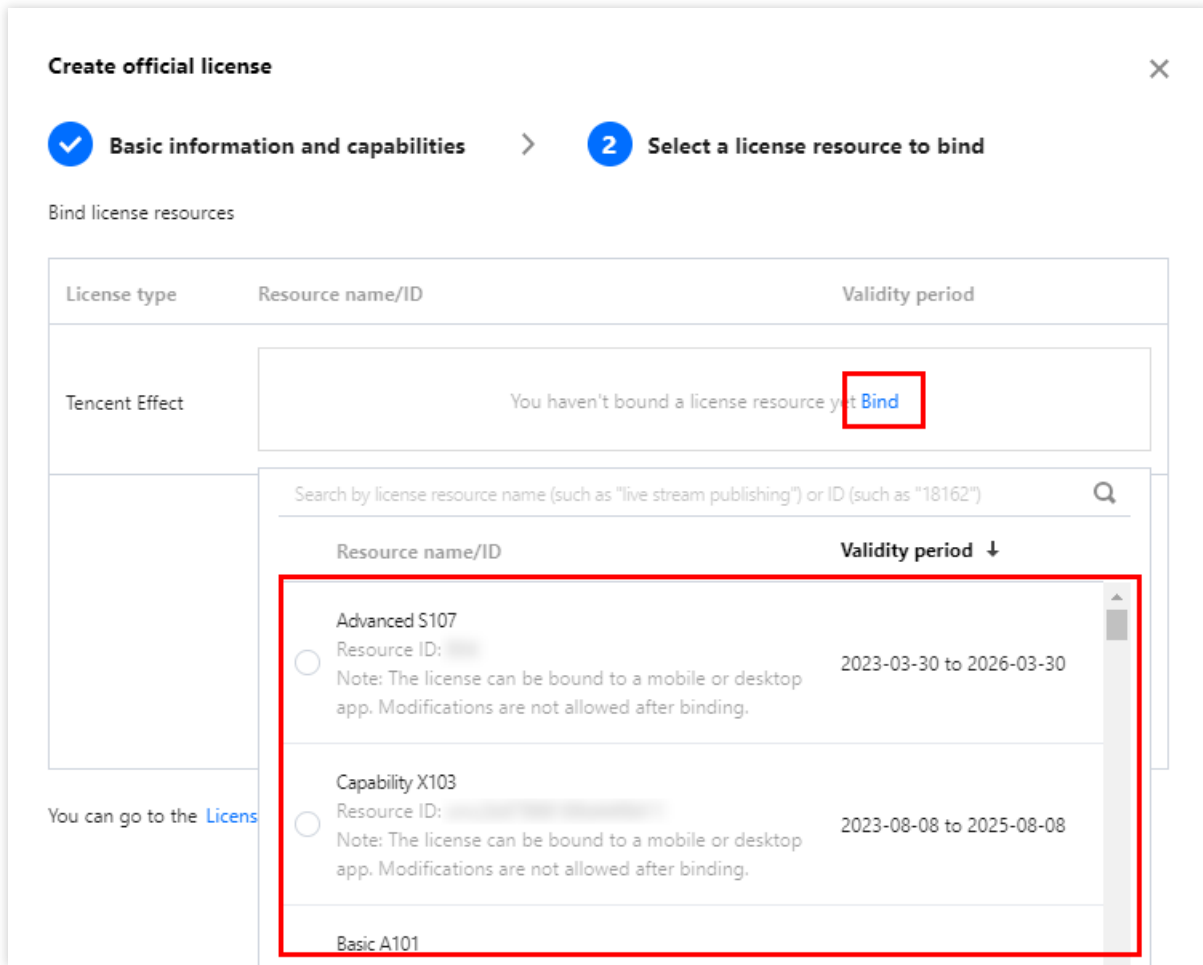 Create official license
Basic information and capabilities
2
Select a license resource to bind
Bind license resources
License type Resource name/ID Validity period
Tencent Effect
You haven't bound a license resource yet Bind
Search by license resource name (such as "live stream publishing") or ID (such as "18162")
Resource name/ID Validity period
Advanced S107
Resource ID:
Note: The license can be bound to a mobile or desktop
app. Modifications are not allowed after binding.
2023-03-30 to 2026-03-30
Capability X103
Resource ID:
Note: The license can be bound to a mobile or desktop
app. Modifications are not allowed after binding.
2023-08-08 to 2025-08-08
You can go to the Licens
Basic A101